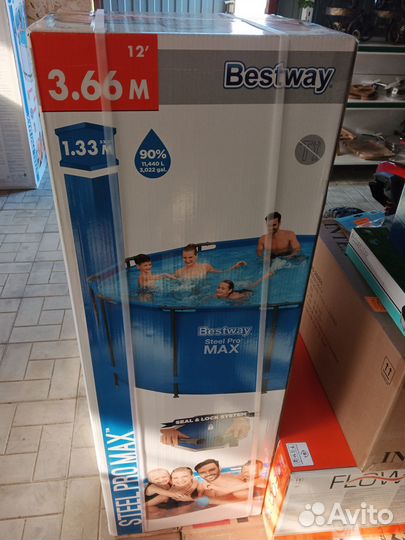 12'
3.66 M
Bestway
1.33 M
90%
11,440 L
3,022 gal.
Bestway
Steel Pro
MAX
SEAL & LOCK SYSTEM
STEEL PRO MAX™
FLOW
Avito